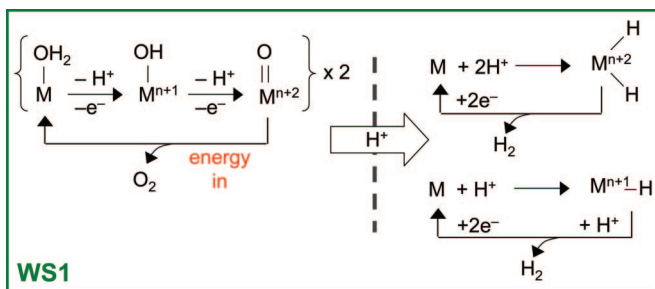 OH₂ OH O
– H⁺ – H⁺
M Mⁿ⁺¹ Mⁿ⁺² x 2
–e⁻ –e⁻
energy
in
O₂
H⁺
H
M + 2H⁺ Mⁿ⁺²
+2e⁻ H
H₂
M + H⁺ Mⁿ⁺¹–H
+2e⁻ + H⁺
H₂
WS1